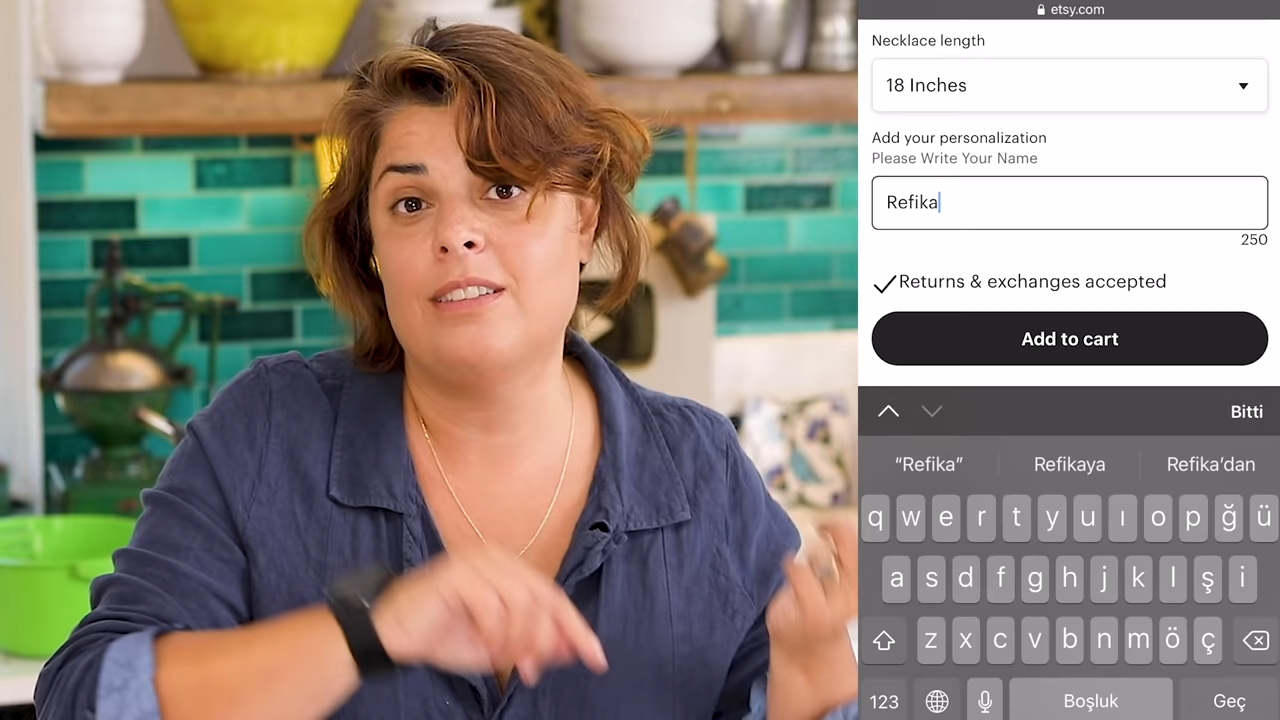 etsy.com
Necklace length
18 Inches
Add your personalization
Please Write Your Name
Refika
250
Returns & exchanges accepted
Add to cart
Bitti
“Refika”
Refikaya
Refika’dan
q w e r t y u ı o p ğ ü
a s d f g h j k l ş i
z x c v b n m ö ç
123
Boşluk
Geç